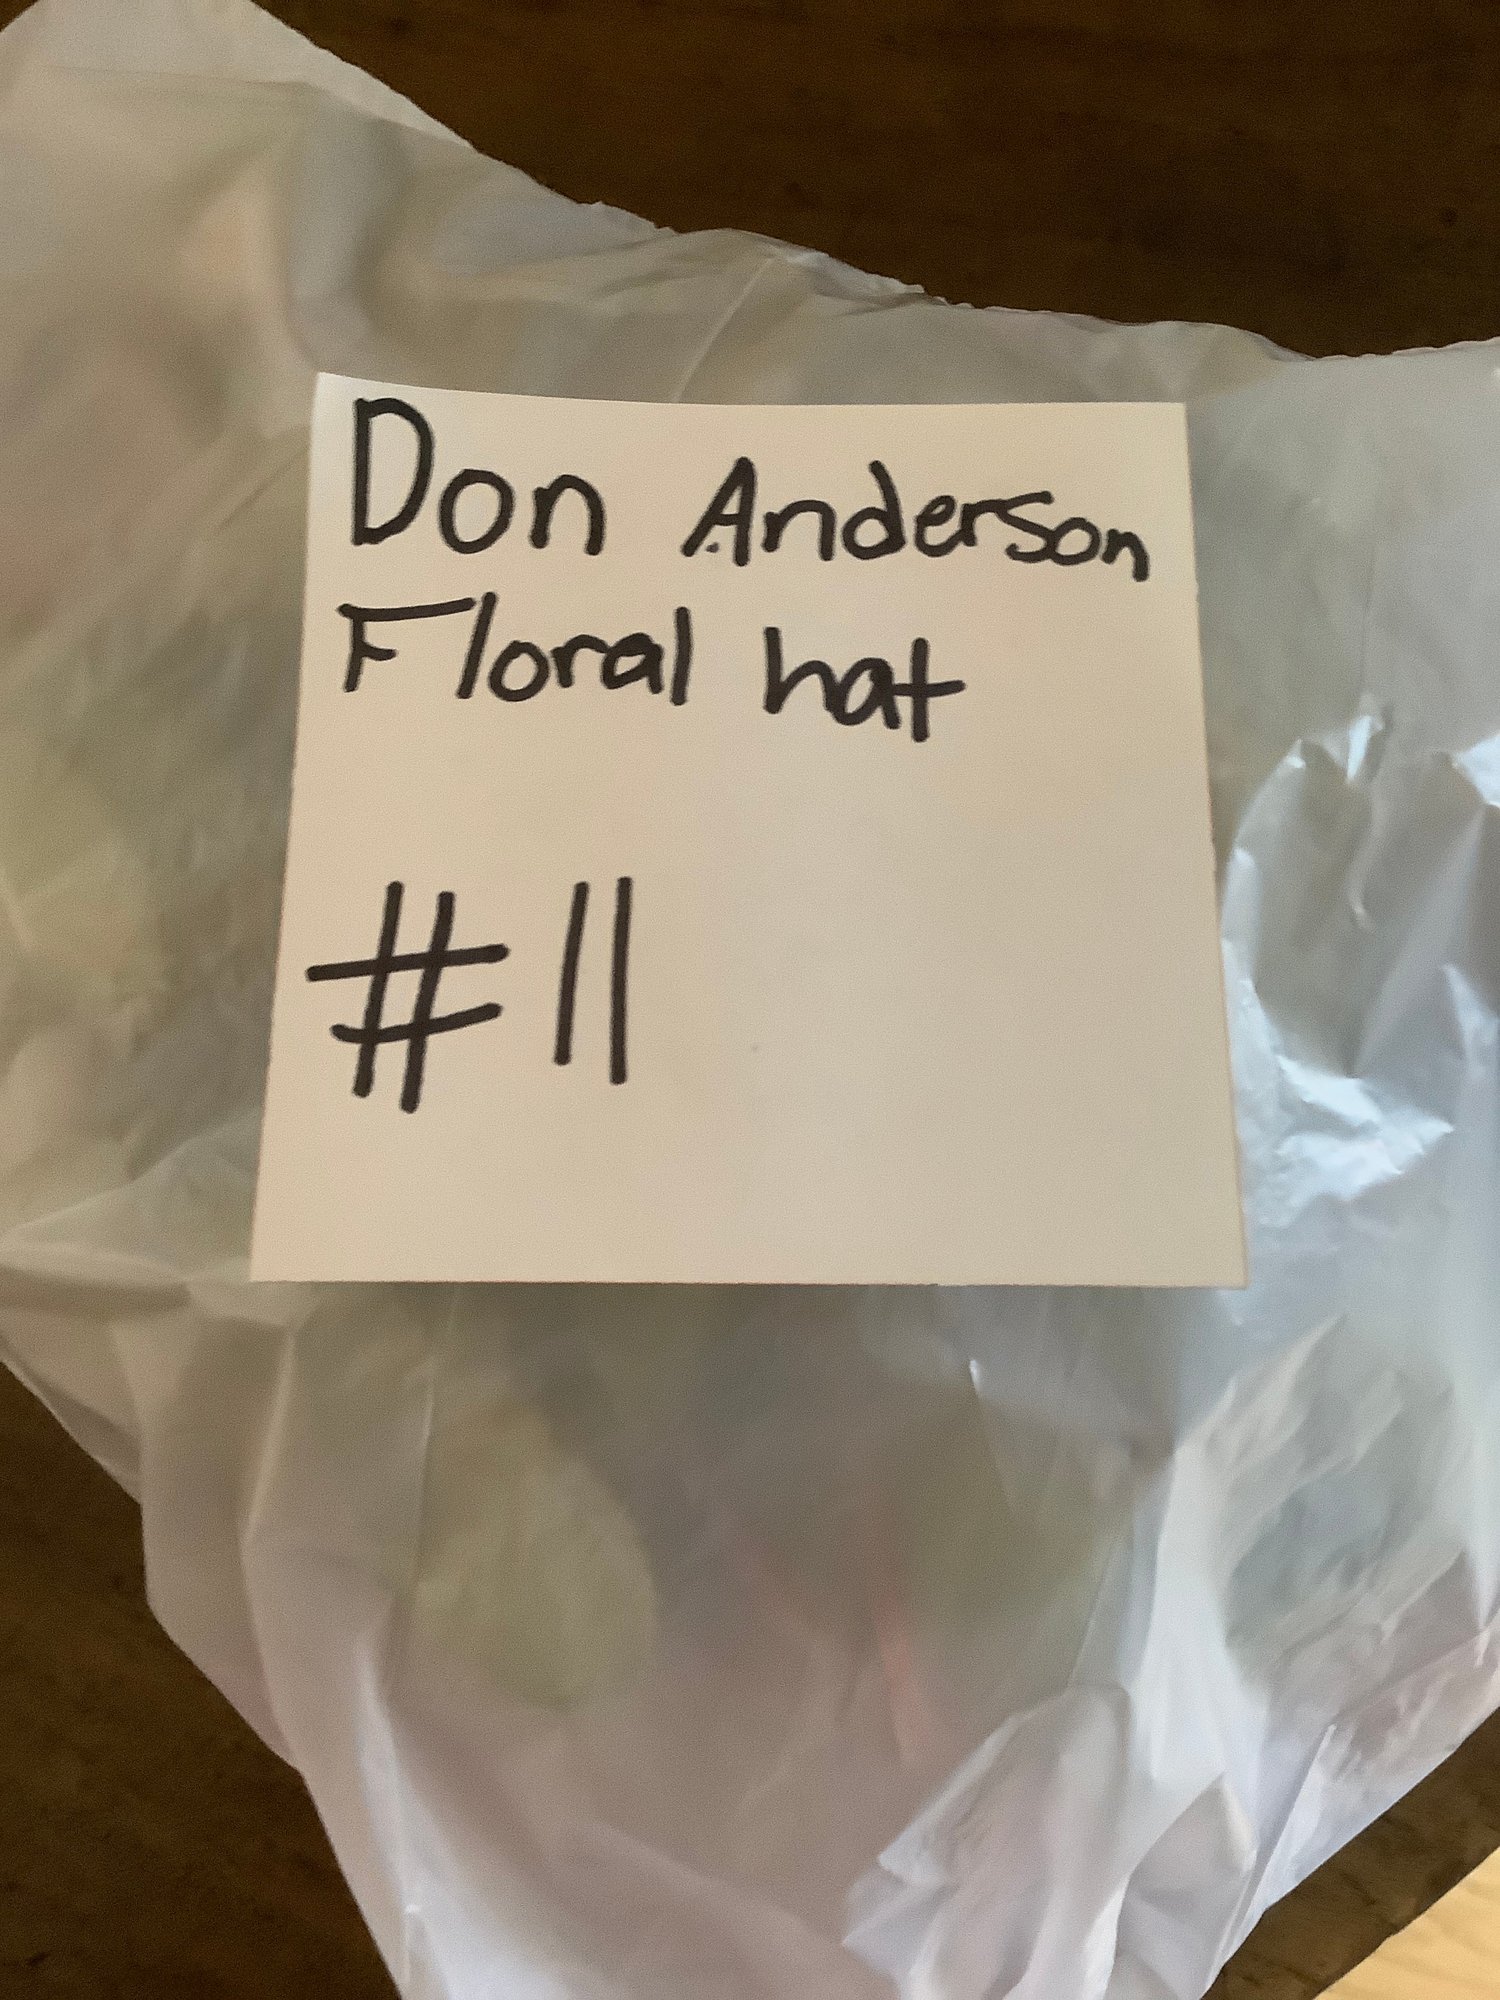 Don Anderson
Floral hat
#11